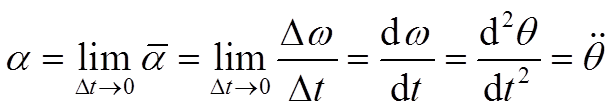 α = lim_{Δt→0} ᾱ = lim_{Δt→0} Δω/Δt = dω/dt = d²θ/dt² = θ̈